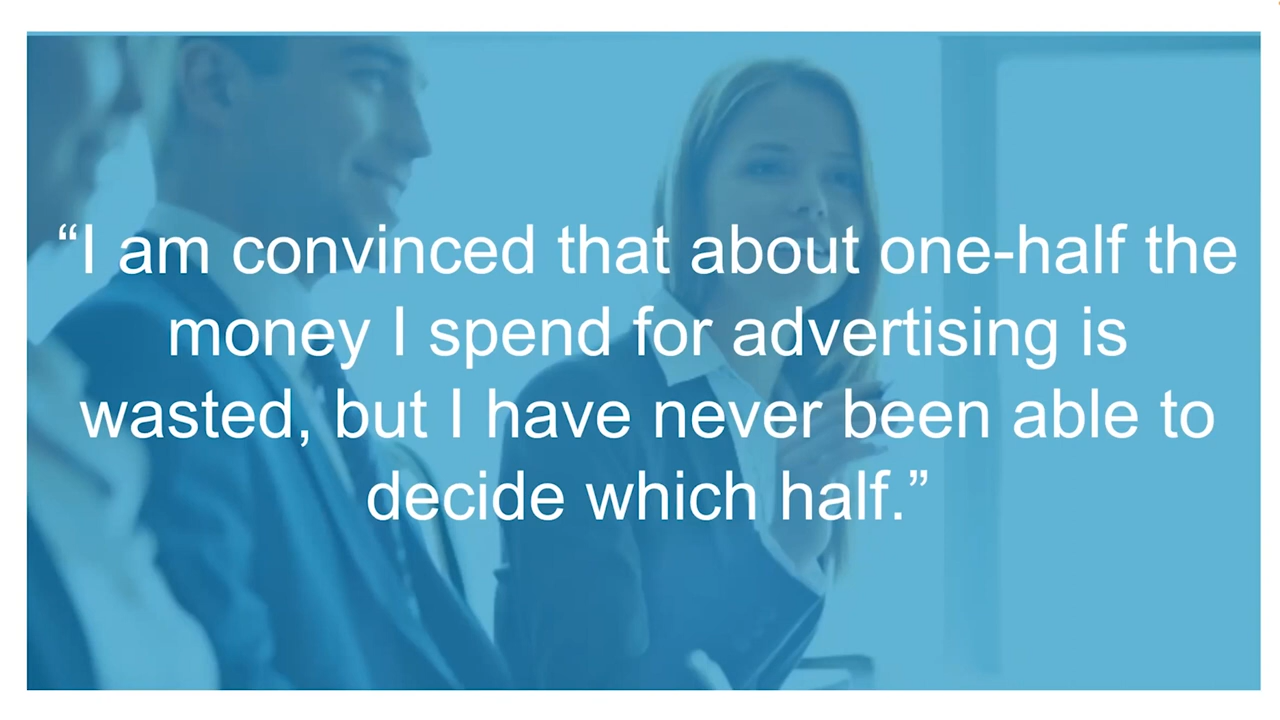 “I am convinced that about one-half the
money I spend for advertising is
wasted, but I have never been able to
decide which half.”